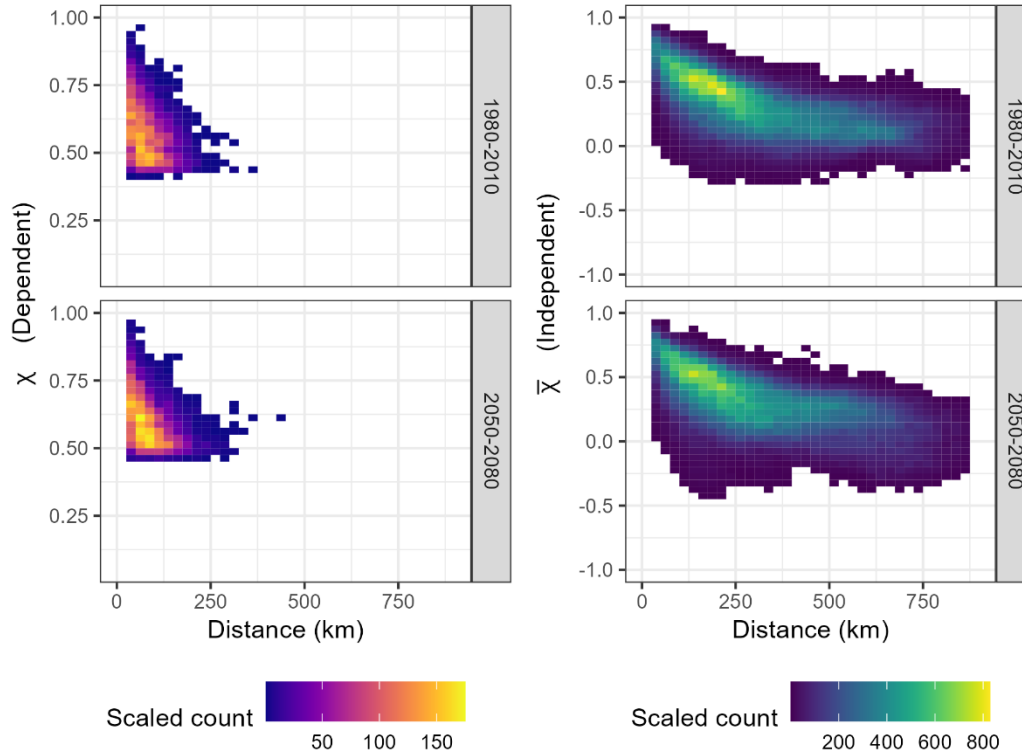 χ (Dependent)
1.00
0.75
0.50
0.25
1980-2010
1.00
0.75
0.50
0.25
2050-2080
0 250 500 750
Distance (km)
Scaled count
50 100 150
χ̅ (Independent)
1.0
0.5
0.0
-0.5
-1.0
1980-2010
1.0
0.5
0.0
-0.5
-1.0
2050-2080
0 250 500 750
Distance (km)
Scaled count
200 400 600 800